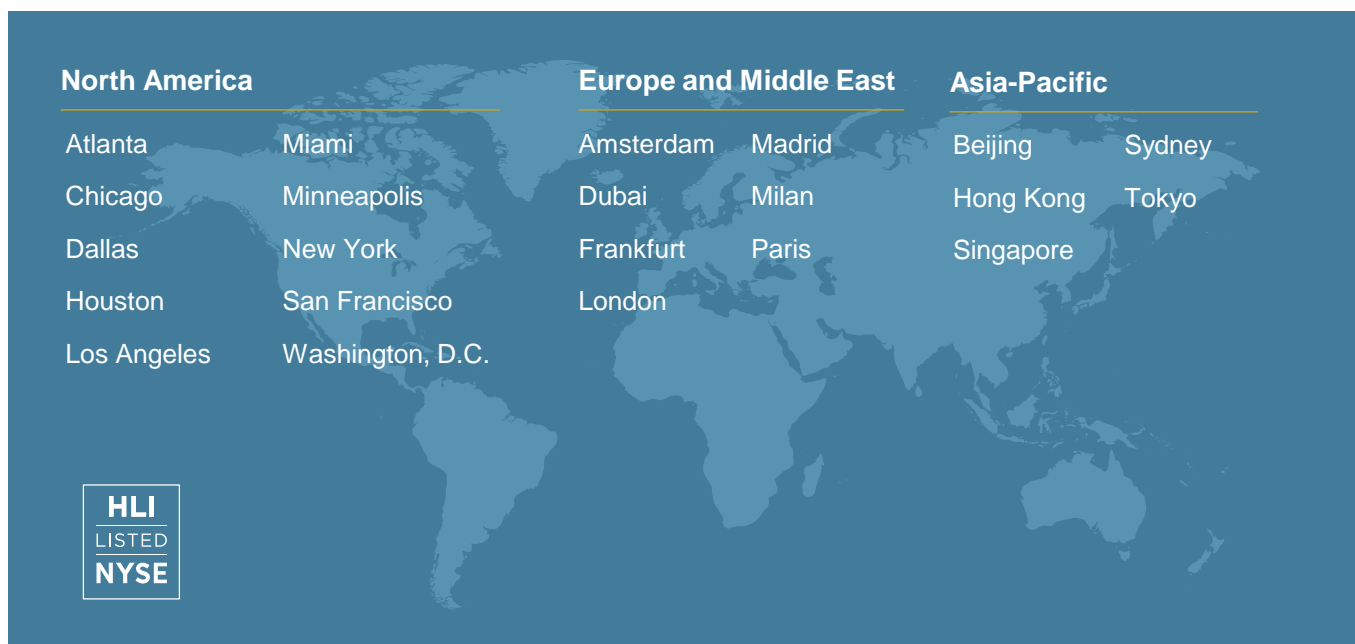 North America
Atlanta
Chicago
Dallas
Houston
Los Angeles
Miami
Minneapolis
New York
San Francisco
Washington, D.C.
Europe and Middle East
Amsterdam
Dubai
Frankfurt
London
Madrid
Milan
Paris
Asia-Pacific
Beijing
Hong Kong
Singapore
Sydney
Tokyo
HLI
LISTED
NYSE